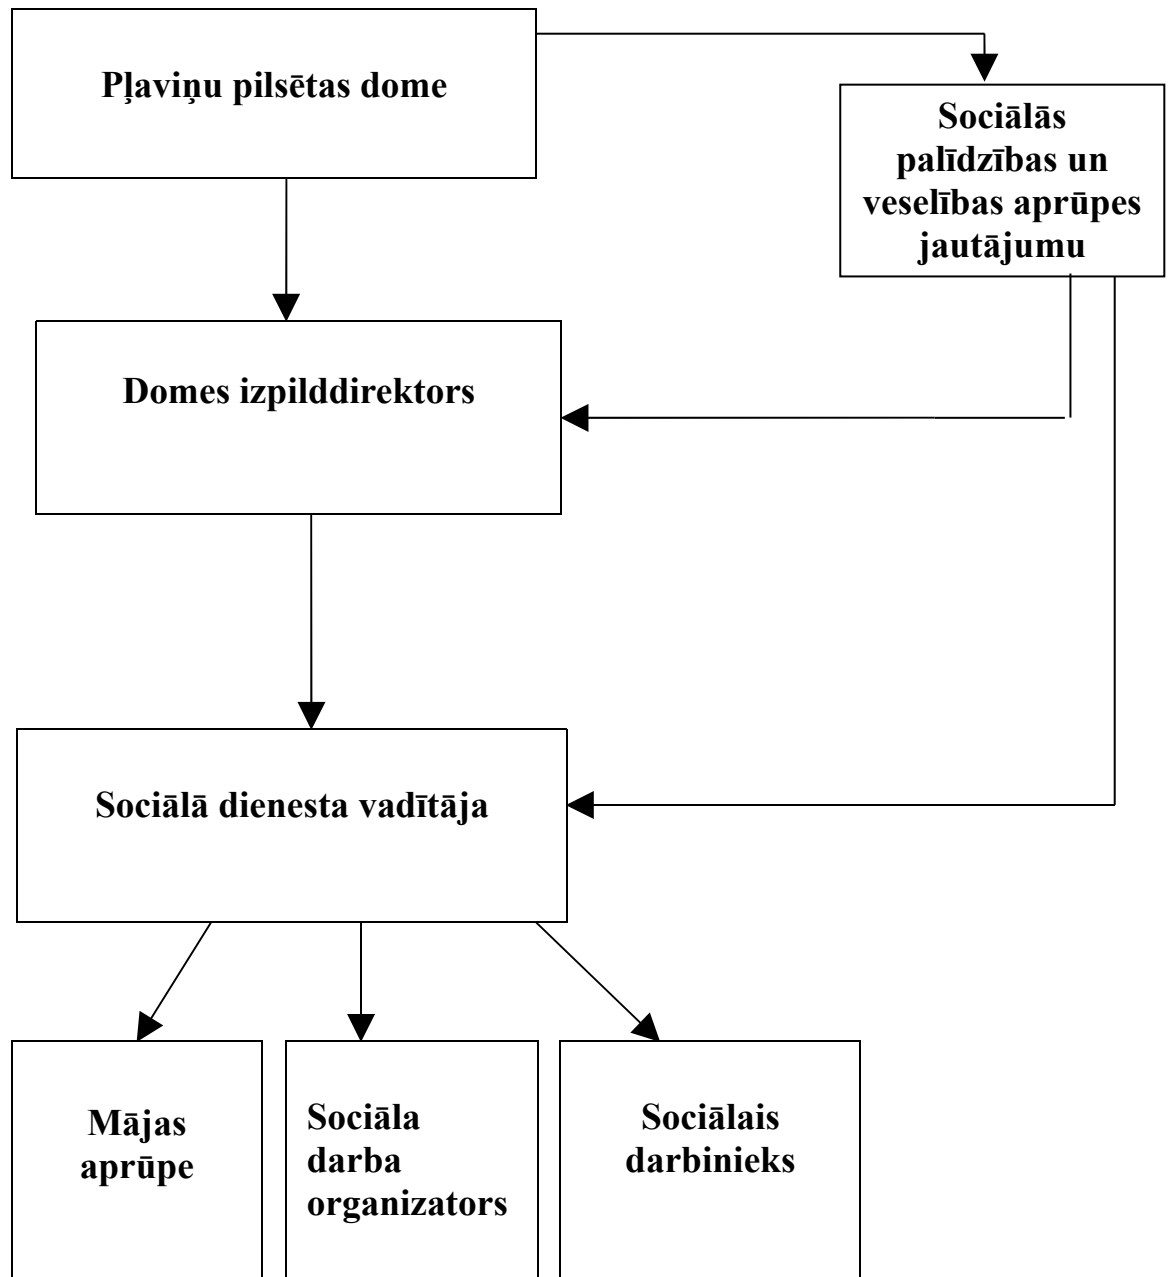 Pļaviņu pilsētas dome
Sociālās
palīdzības un
veselības aprūpes
jautājumu
Domes izpilddirektors
Sociālā dienesta vadītāja
Mājas
aprūpe
Sociāla
darba
organizators
Sociālais
darbinieks